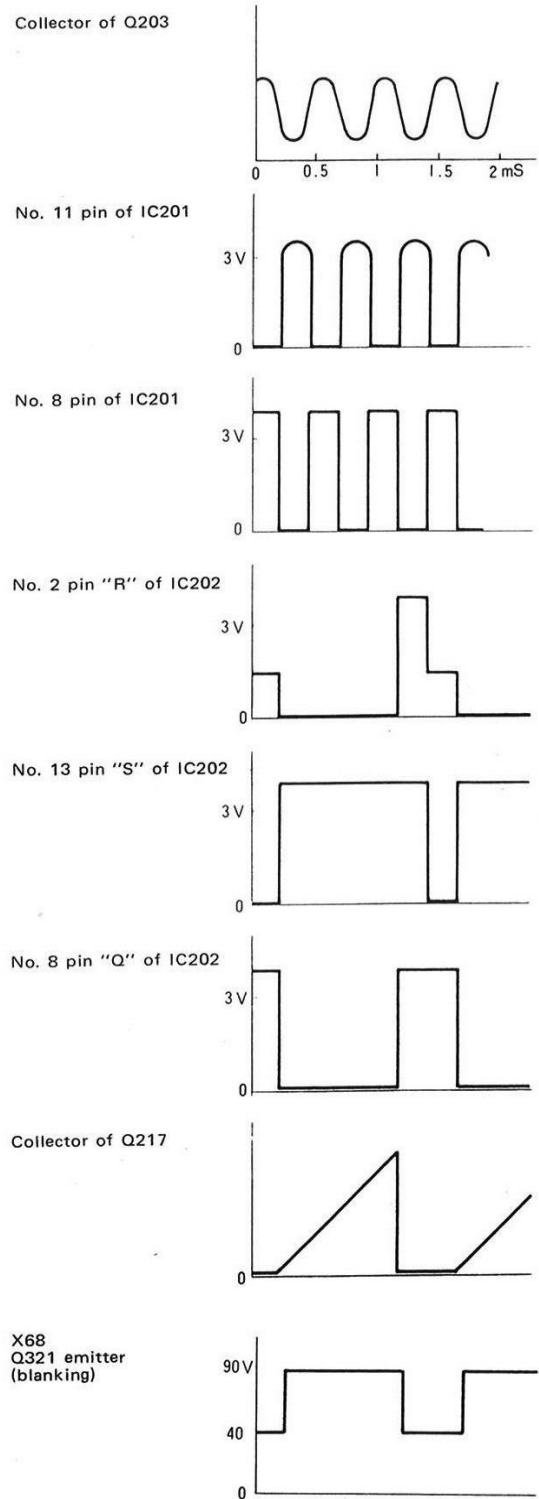 Collector of Q203
0 0.5 1 1.5 2 mS
No. 11 pin of IC201
3 V
0
No. 8 pin of IC201
3 V
0
No. 2 pin "R" of IC202
3 V
0
No. 13 pin "S" of IC202
3 V
0
No. 8 pin "Q" of IC202
3 V
0
Collector of Q217
0
X68
Q321 emitter
(blanking)
90 V
40
0